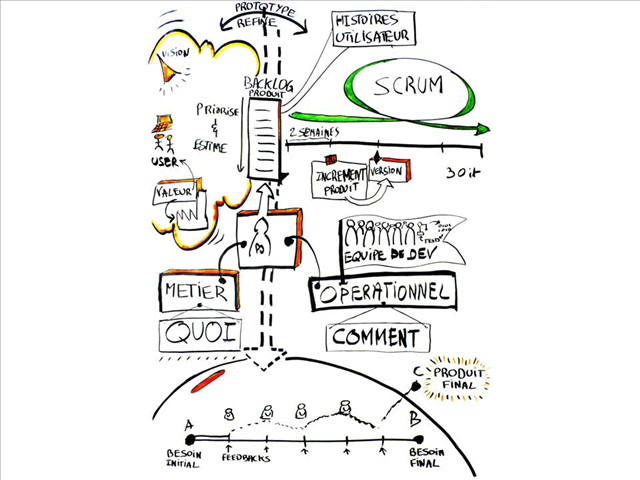 PROTOTYPE
REFINE
HISTOIRES
UTILISATEUR
VISION
BACKLOG
PRODUIT
SCRUM
PRIORISE
&
ESTIME
2 SEMAINES
USER
INCREMENT
PRODUIT
VERSION
VALEUR
PO
EQUIPE DE DEV
METIER
OPERATIONNEL
QUOI
COMMENT
C
PRODUIT
FINAL
A
B
BESOIN
INITIAL
FEEDBACKS
BESOIN
FINAL